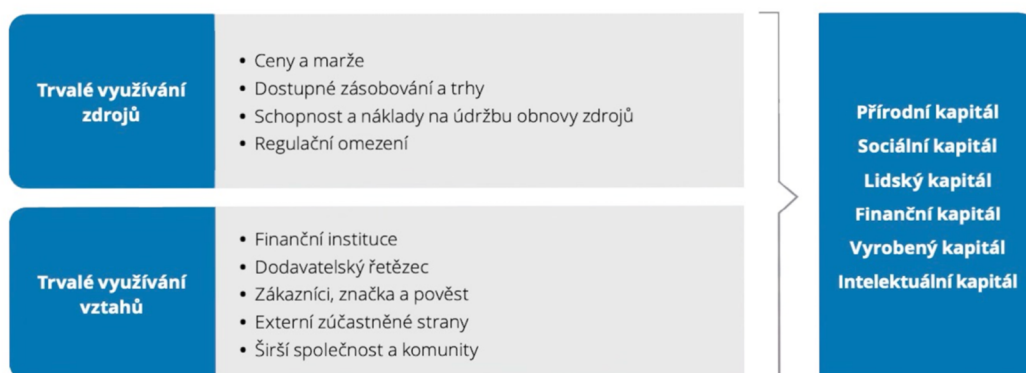 Trvalé využívání
zdrojů
• Ceny a marže
• Dostupné zásobování a trhy
• Schopnost a náklady na údržbu obnovy zdrojů
• Regulační omezení
Trvalé využívání
vztahů
• Finanční instituce
• Dodavatelský řetězec
• Zákazníci, značka a pověst
• Externí zúčastněné strany
• Širší společnost a komunity
Přírodní kapitál
Sociální kapitál
Lidský kapitál
Finanční kapitál
Vyrobený kapitál
Intelektuální kapitál